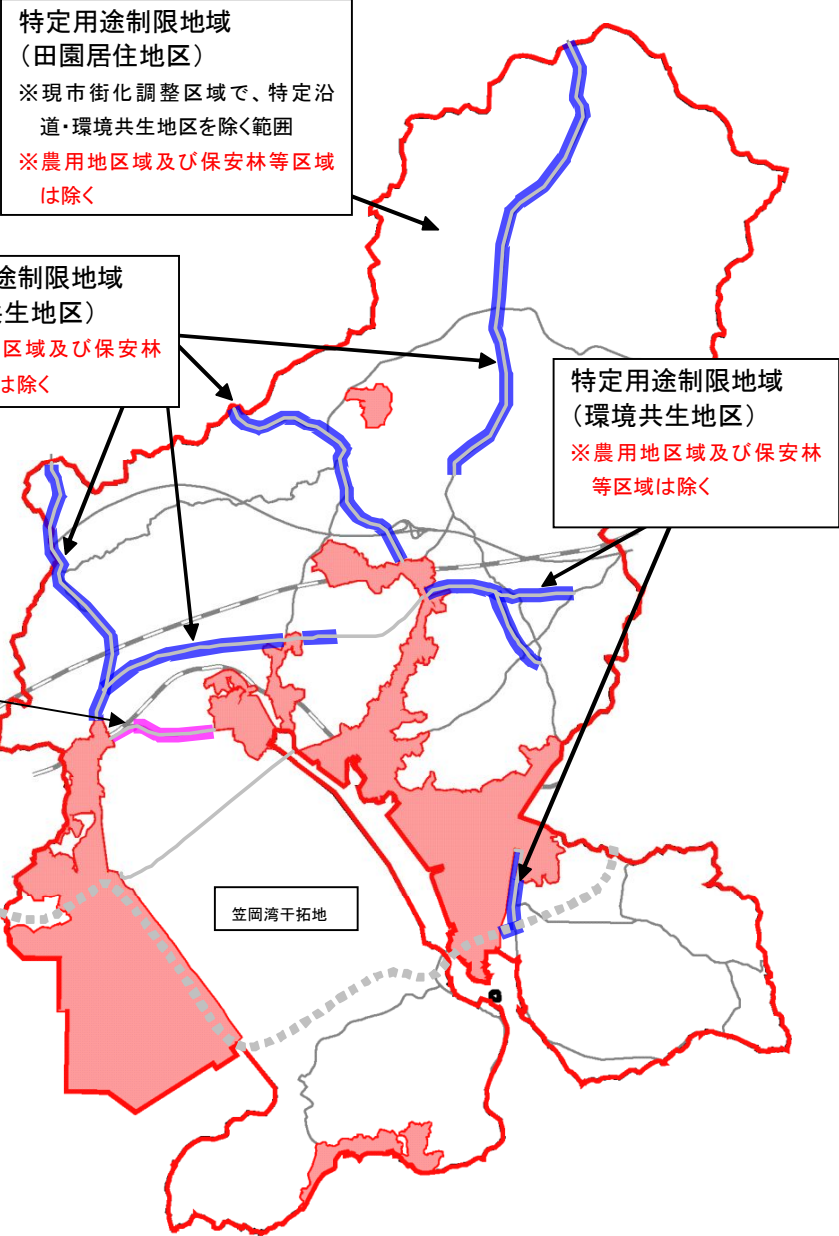 特定用途制限地域
（田園居住地区）
※現市街化調整区域で、特定沿
道・環境共生地区を除く範囲
※農用地区域及び保安林等区域
は除く
途制限地域
生地区）
区域及び保安林
は除く
特定用途制限地域
（環境共生地区）
※農用地区域及び保安林
等区域は除く
笠岡湾干拓地